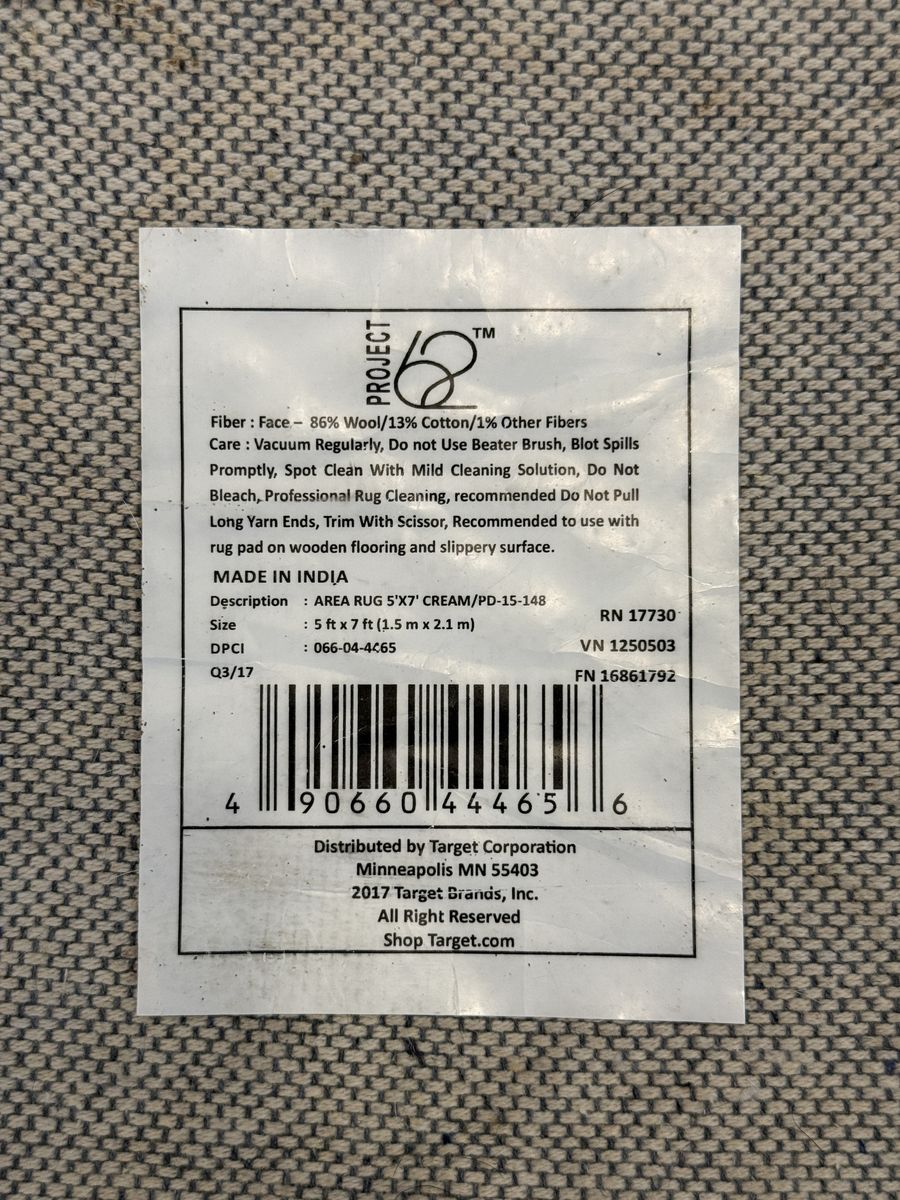 PROJECT 62™
Fiber : Face – 86% Wool/13% Cotton/1% Other Fibers
Care : Vacuum Regularly, Do not Use Beater Brush, Blot Spills
Promptly, Spot Clean With Mild Cleaning Solution, Do Not
Bleach, Professional Rug Cleaning, recommended Do Not Pull
Long Yarn Ends, Trim With Scissor, Recommended to use with
rug pad on wooden flooring and slippery surface.
MADE IN INDIA
Description : AREA RUG 5'X7' CREAM/PD-15-148
Size : 5 ft x 7 ft (1.5 m x 2.1 m)
DPCI : 066-04-4465
Q3/17
RN 17730
VN 1250503
FN 16861792
4 90660 44465 6
Distributed by Target Corporation
Minneapolis MN 55403
2017 Target Brands, Inc.
All Right Reserved
Shop Target.com